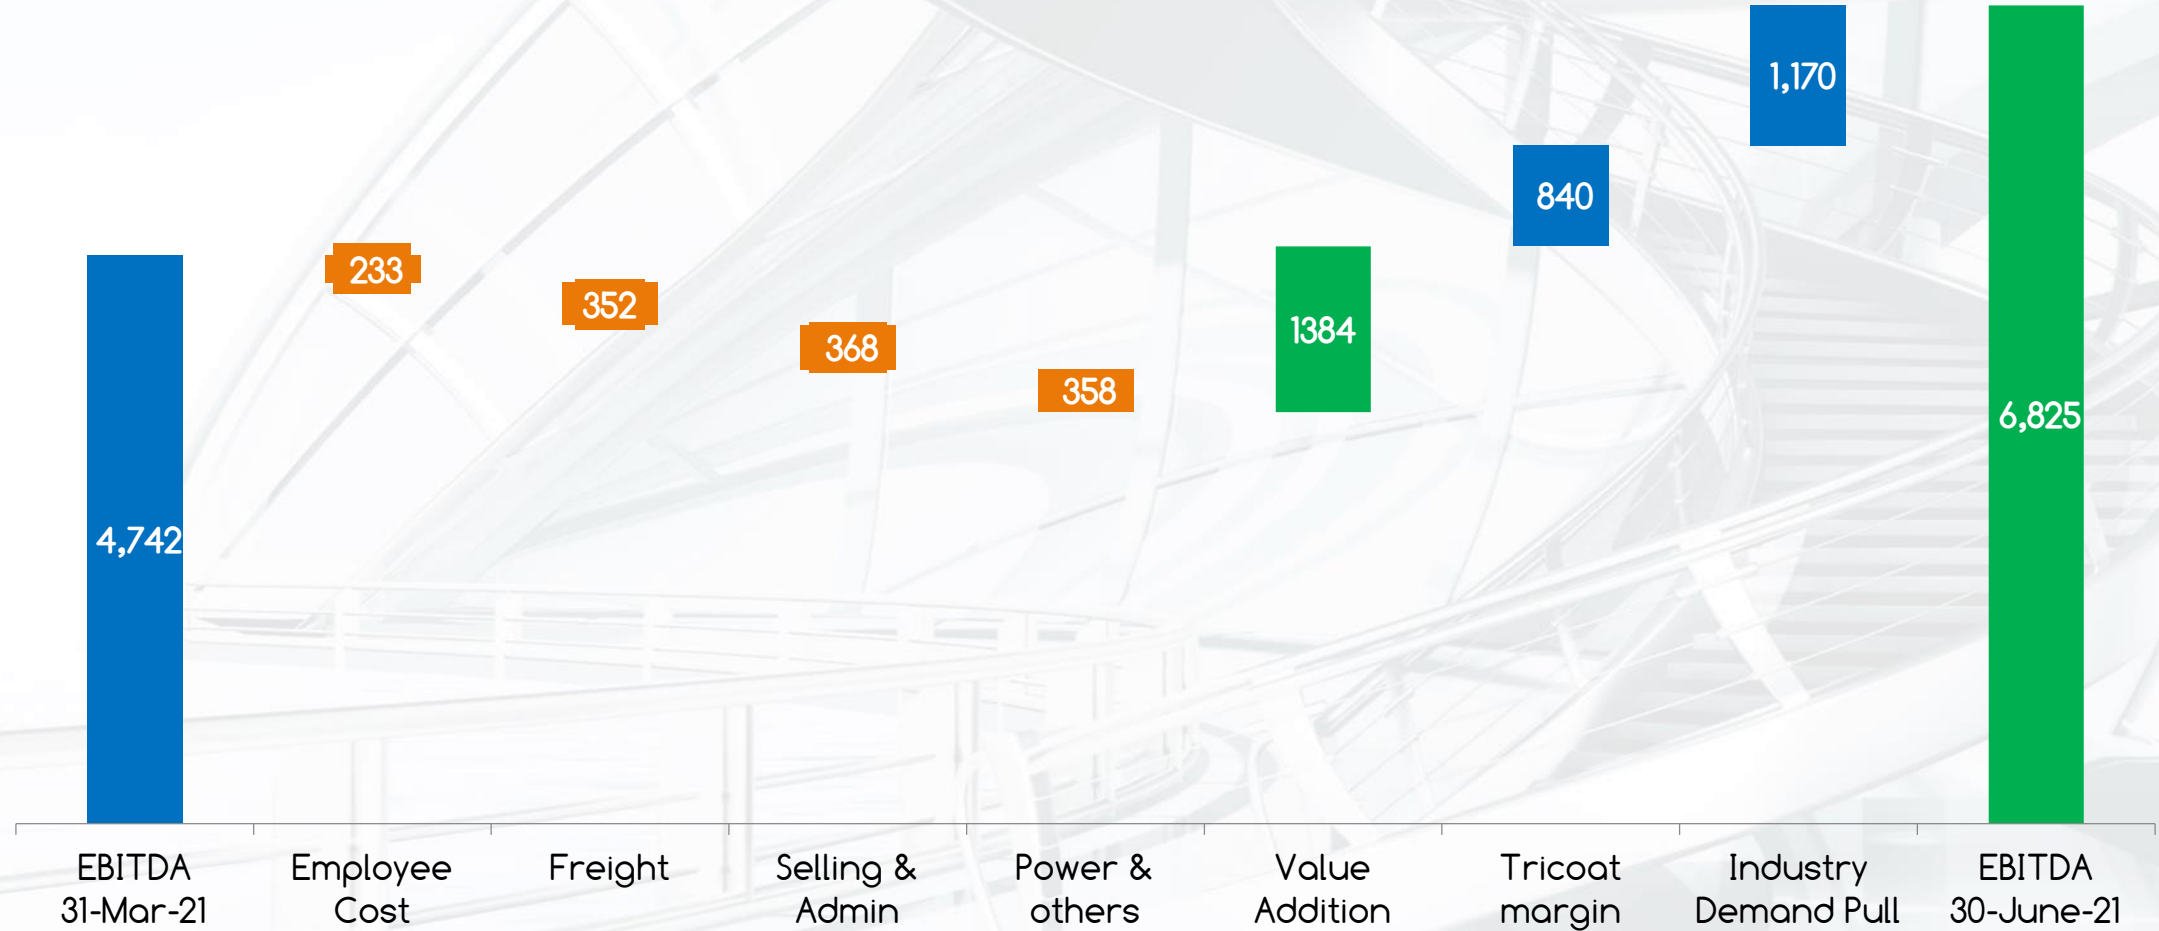 1,170
840
233
352
1384
368
358
6,825
4,742
EBITDA
31-Mar-21
Employee
Cost
Freight
Selling &
Admin
Power &
others
Value
Addition
Tricoat
margin
Industry
Demand Pull
EBITDA
30-June-21